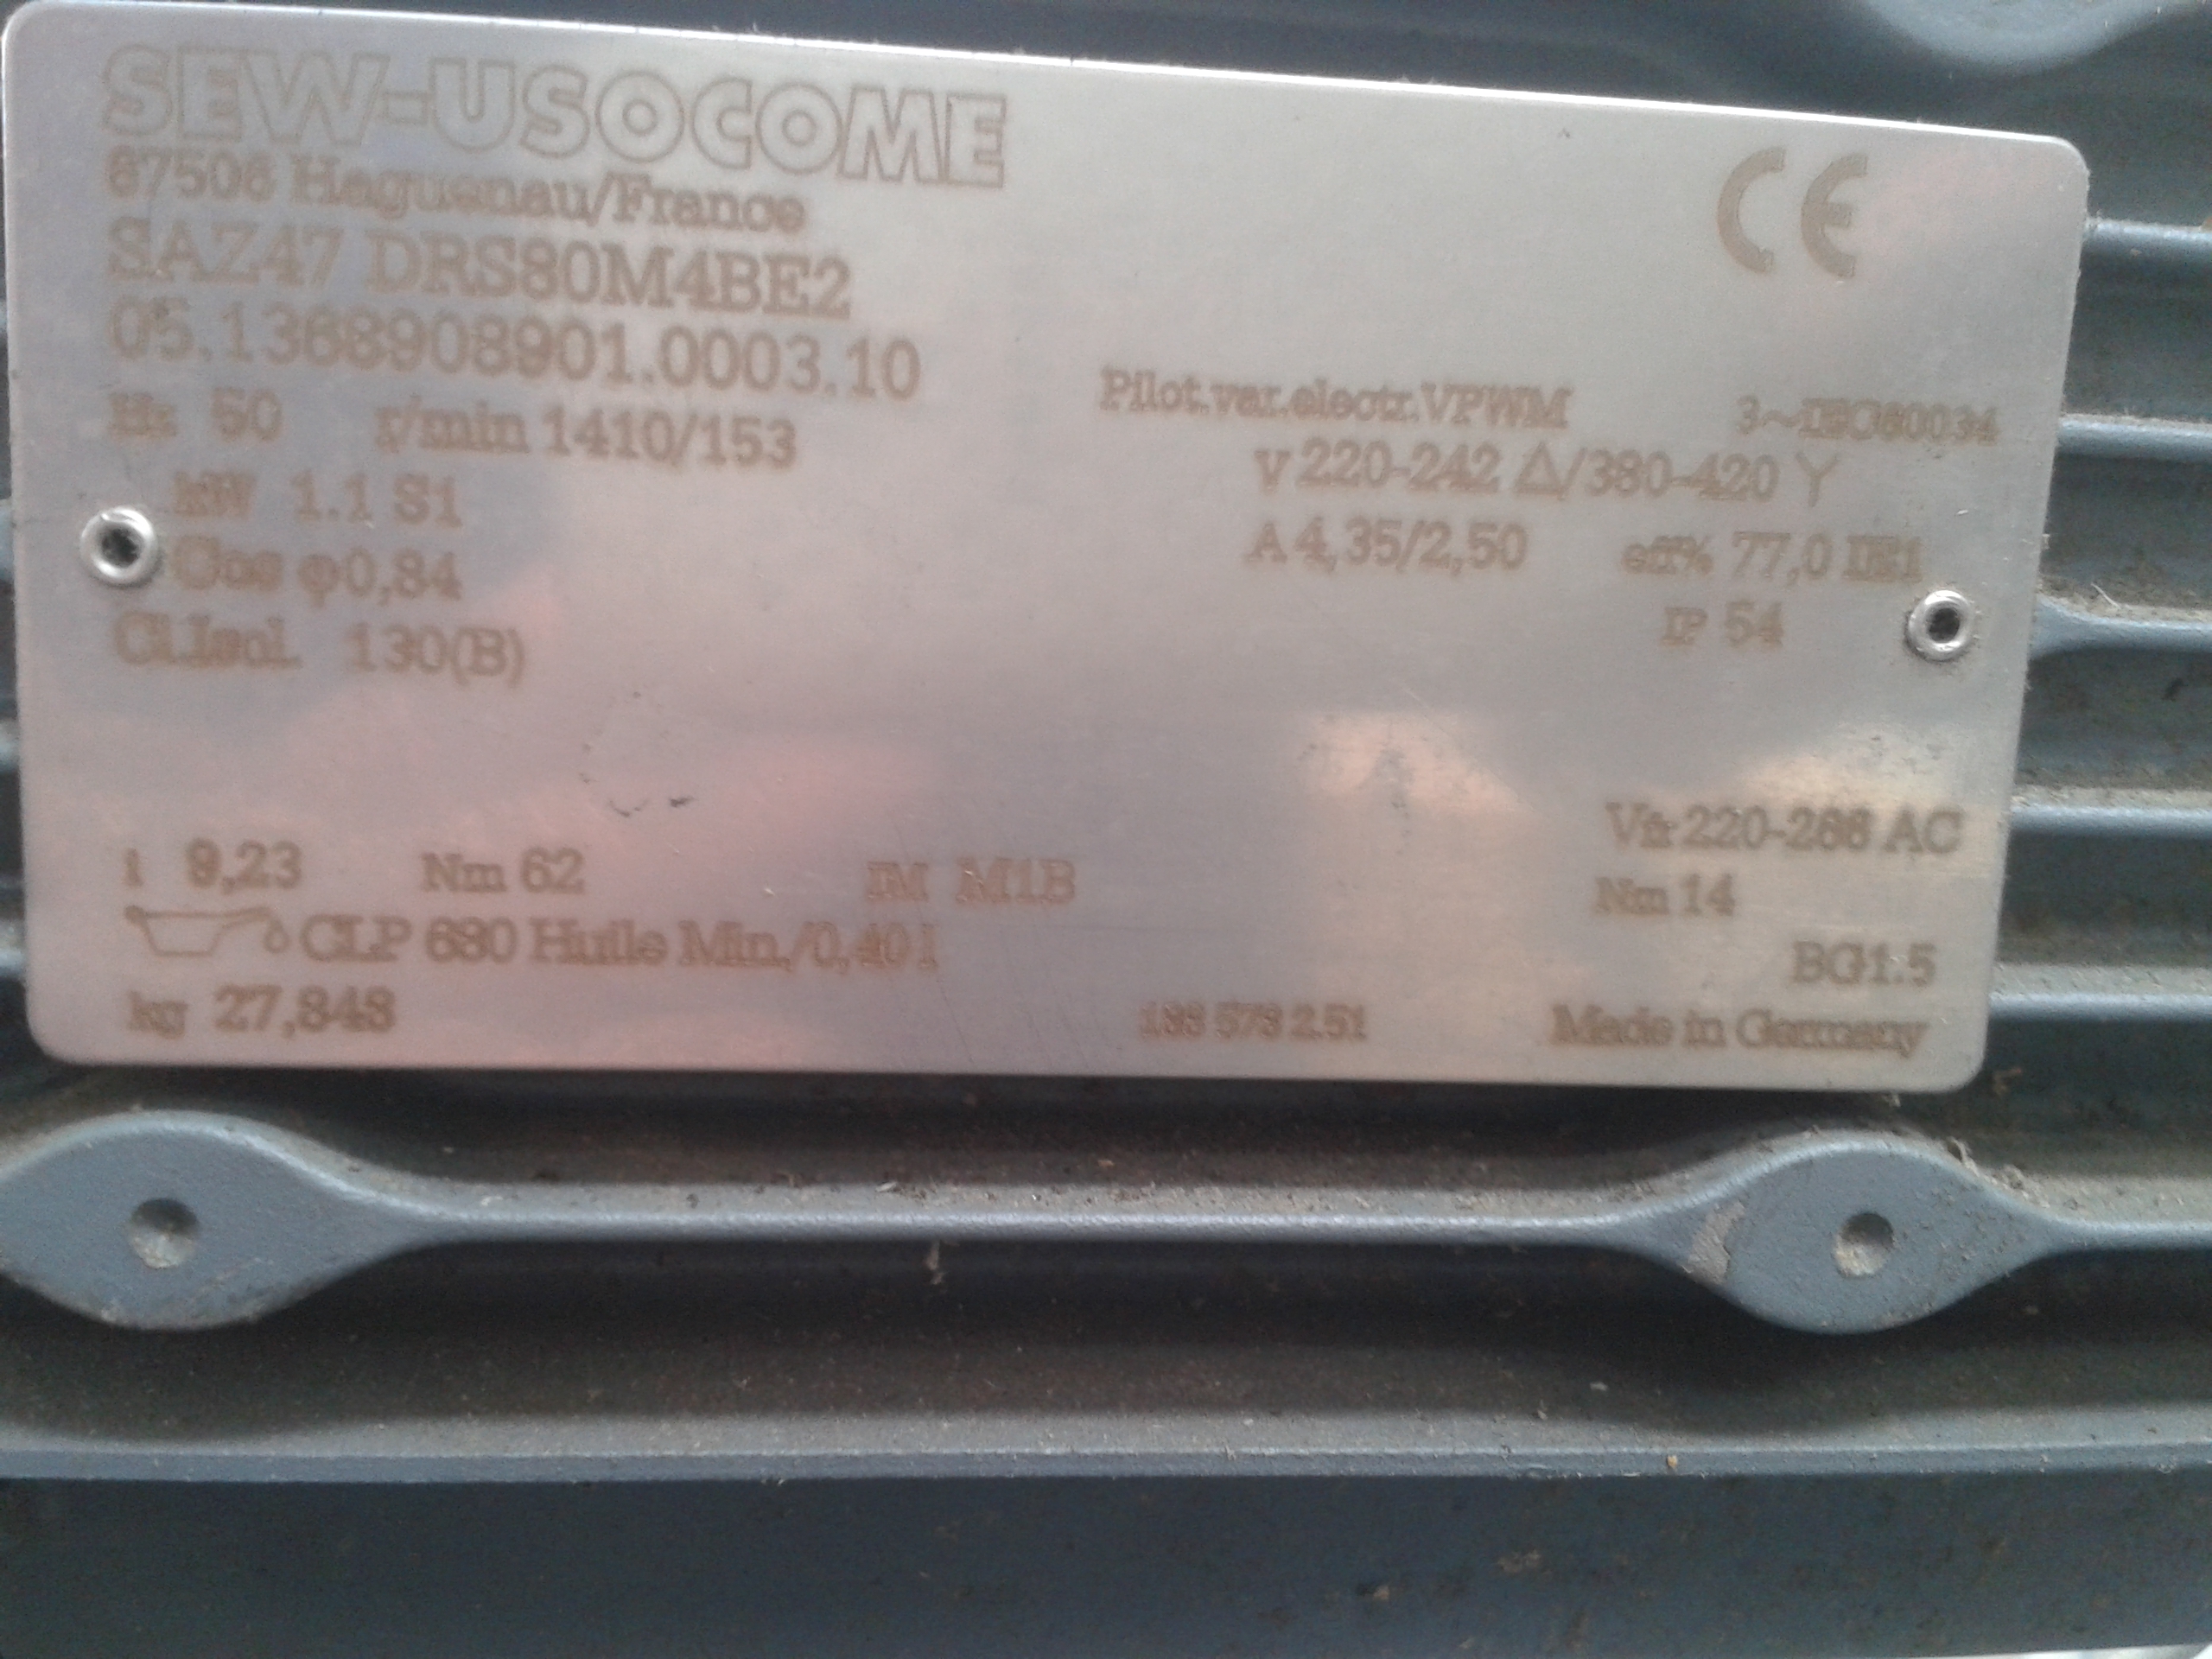 SEW-USOCOME
67506 Haguenau/France
SAZ47 DRS80M4BE2
05.1368908901.0003.10
Hz 50 r/min 1410/153
Pilot.var.electr.VPWM 3~IEC60034
kW 1.1 S1
V 220-242 △/380-420 Y
Cos φ0,84
A 4,35/2,50 eff% 77,0 IE1
Cl.Isol. 130(B)
IP 54
Vfr 220-266 AC
i 9,23 Nm 62 IM M1B
Nm 14
CLP 680 Huile Min./0,40 l
BG1.5
kg 27,848
Made in Germany